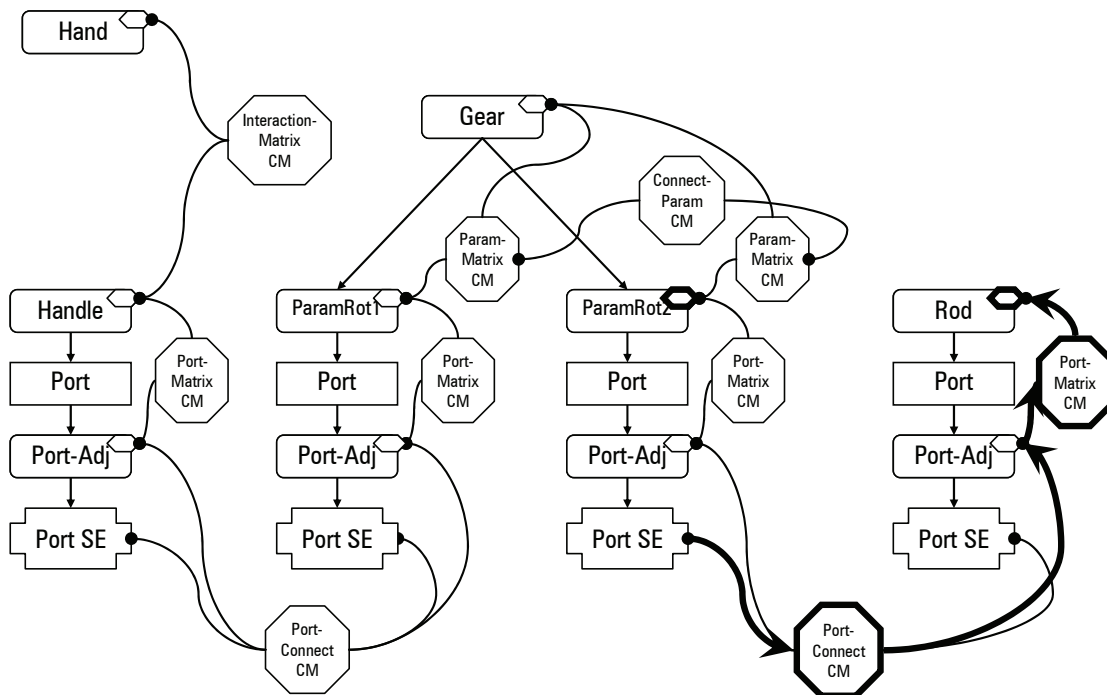 Hand
Interaction-
Matrix
CM
Gear
Connect-
Param
CM
Param-
Matrix
CM
Param-
Matrix
CM
Handle
ParamRot1
ParamRot2
Rod
Port
Port-
Matrix
CM
Port
Port-
Matrix
CM
Port
Port-
Matrix
CM
Port
Port-
Matrix
CM
Port-Adj
Port-Adj
Port-Adj
Port-Adj
Port SE
Port SE
Port SE
Port SE
Port-
Connect
CM
Port-
Connect
CM